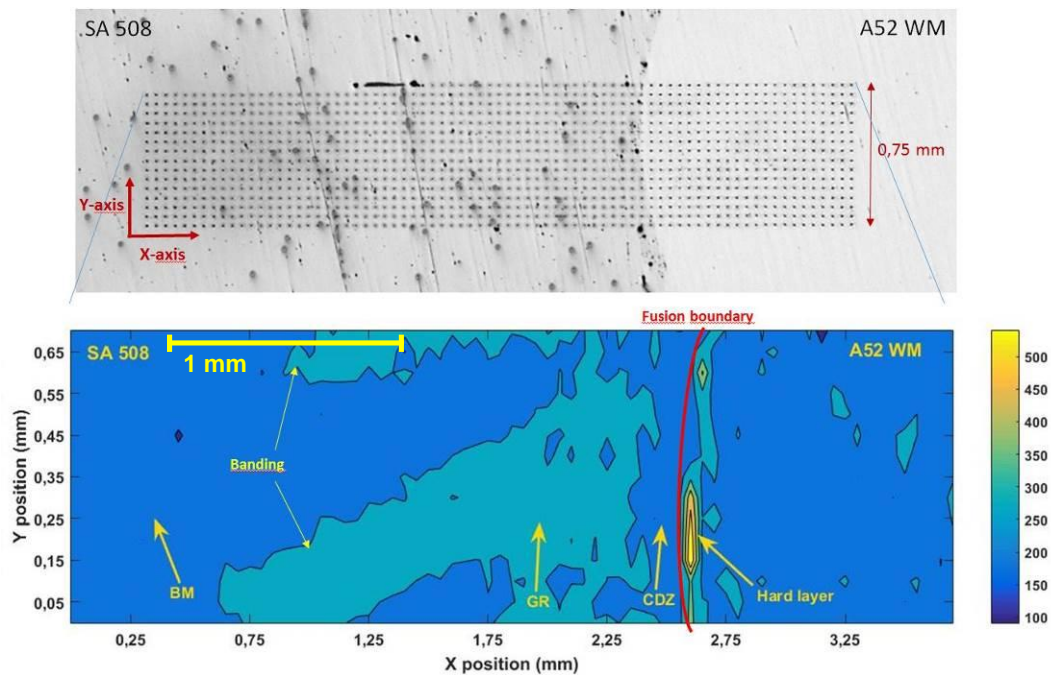 SA 508
A52 WM
0,75 mm
Y-axis
X-axis
Fusion boundary
SA 508
1 mm
A52 WM
Banding
BM
GR
CDZ
Hard layer
0,65
0,55
0,45
0,35
0,25
0,15
0,05
Y position (mm)
0,25
0,75
1,25
1,75
2,25
2,75
3,25
X position (mm)
500
450
400
350
300
250
200
150
100